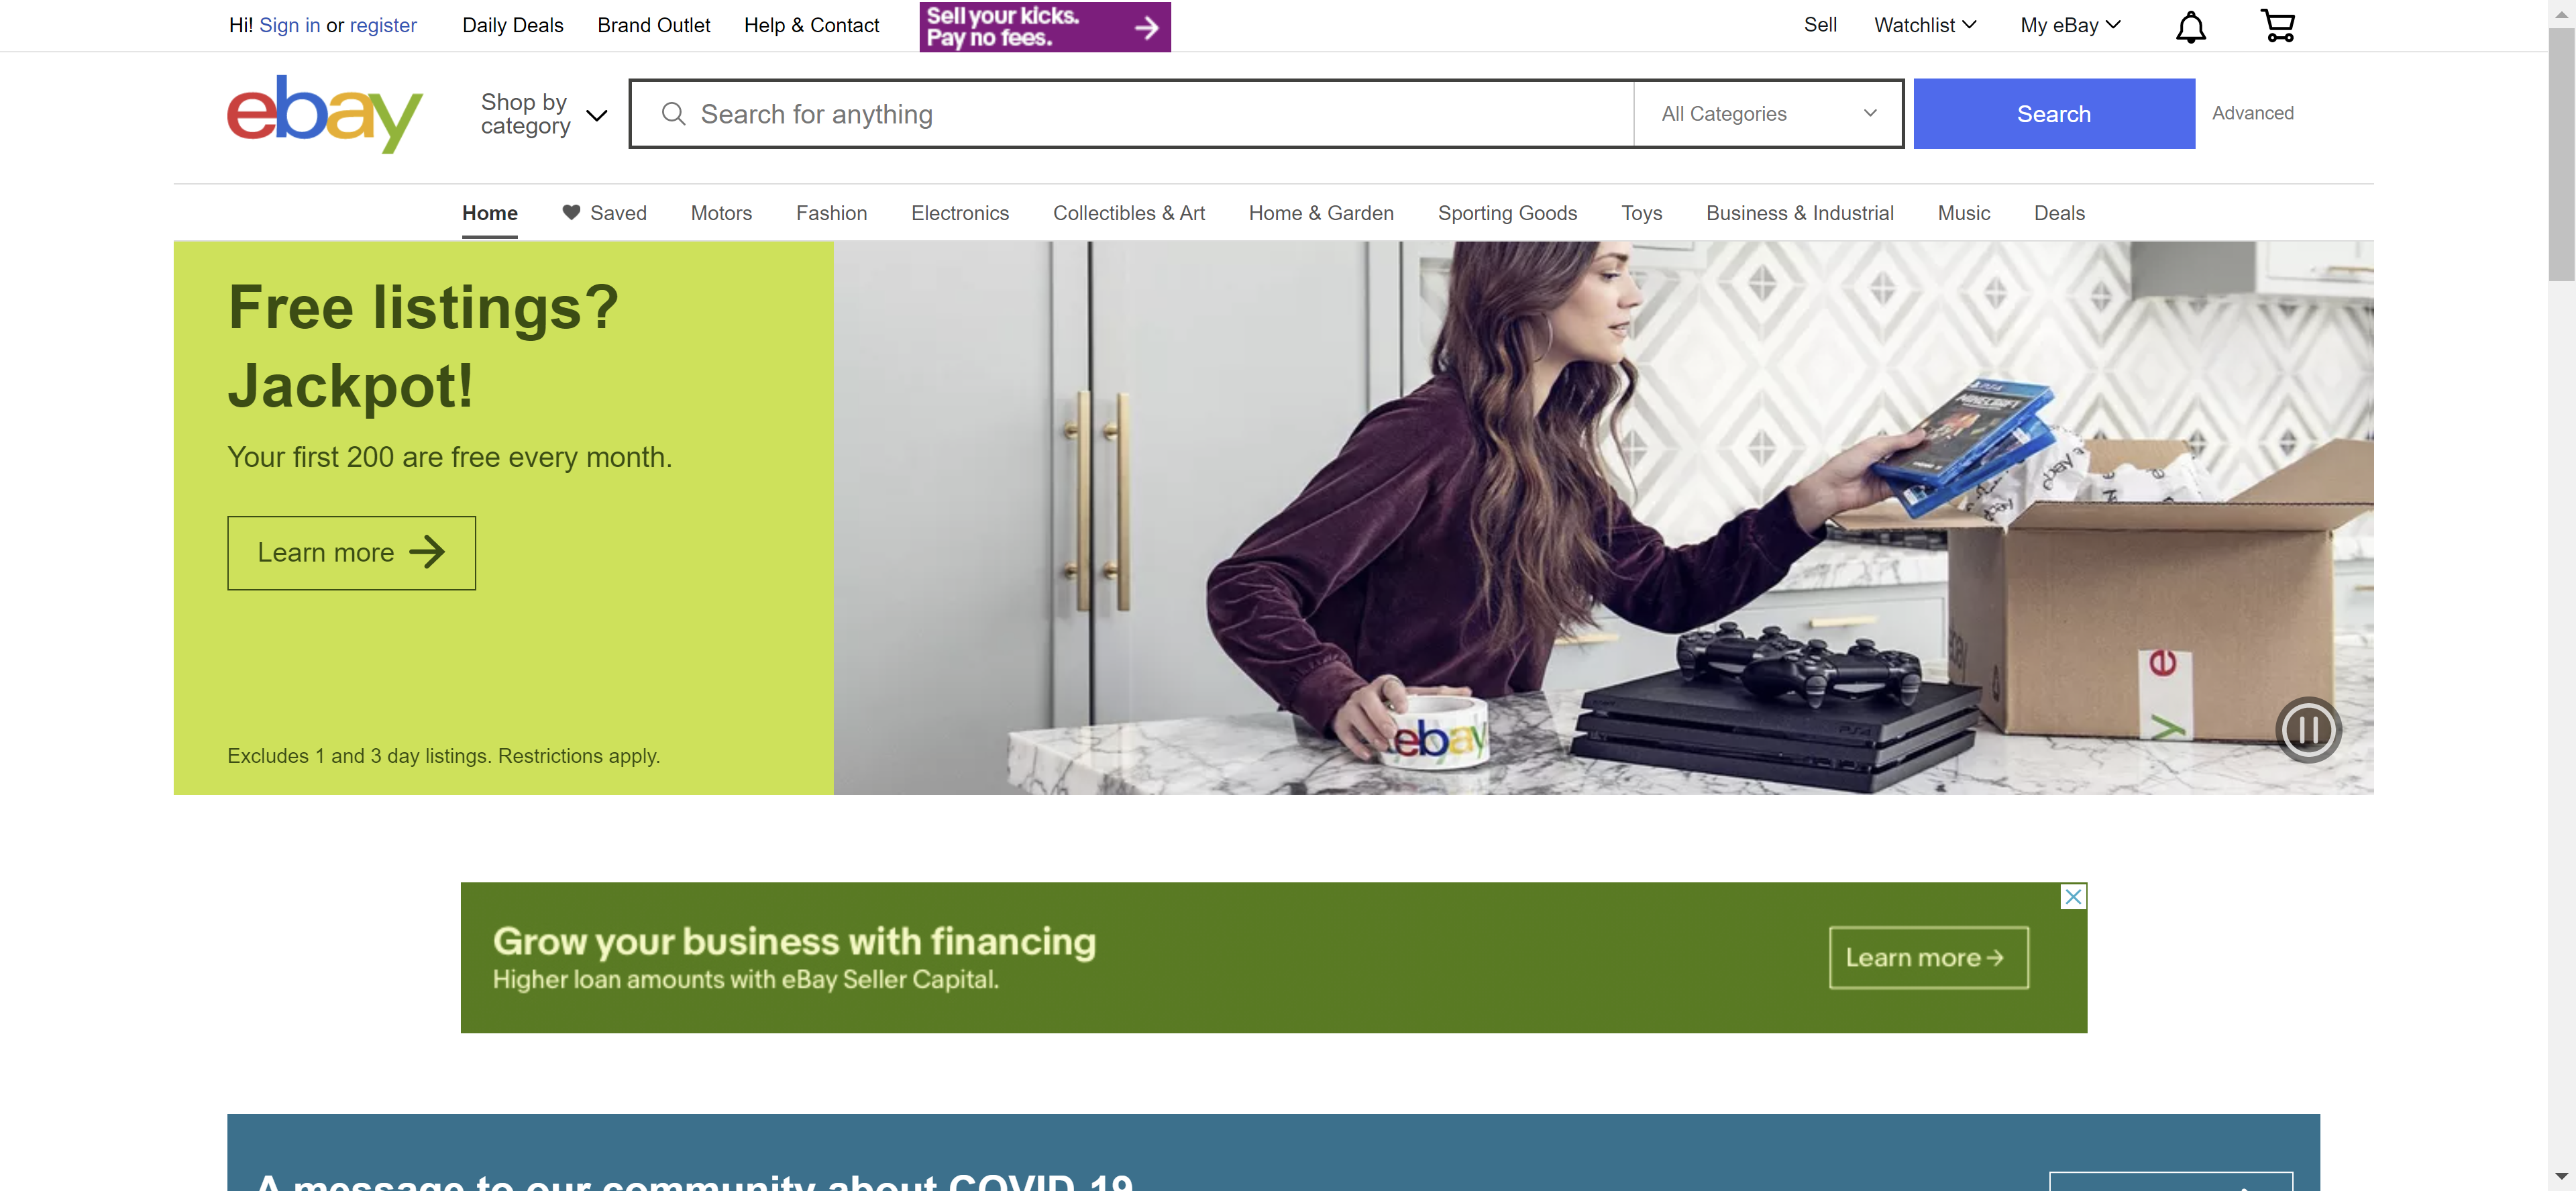 Hi! Sign in or register
Daily Deals
Brand Outlet
Help & Contact
Sell your kicks.
Pay no fees.
Sell
Watchlist
My eBay
ebay
Shop by
category
Search for anything
All Categories
Search
Advanced
Home
Saved
Motors
Fashion
Electronics
Collectibles & Art
Home & Garden
Sporting Goods
Toys
Business & Industrial
Music
Deals
Free listings?
Jackpot!
Your first 200 are free every month.
Learn more
Excludes 1 and 3 day listings. Restrictions apply.
PS4
MINECRAFT
ebay
Grow your business with financing
Higher loan amounts with eBay Seller Capital.
Learn more
A message to our community about COVID-19